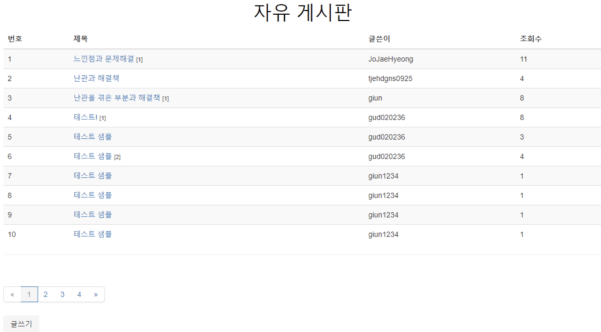 자유 게시판
번호 제목 글쓴이 조회수
1 느낀점과 문제해결 [1] JoJaeHyeong 11
2 난관과 해결책 tjehdgns0925 4
3 난관을 겪은 부분과 해결책 [1] giun 8
4 테스트! [1] gud020236 8
5 테스트 샘플 gud020236 3
6 테스트 샘플 [2] gud020236 4
7 테스트 샘플 giun1234 1
8 테스트 샘플 giun1234 1
9 테스트 샘플 giun1234 1
10 테스트 샘플 giun1234 1
« 1 2 3 4 »
글쓰기